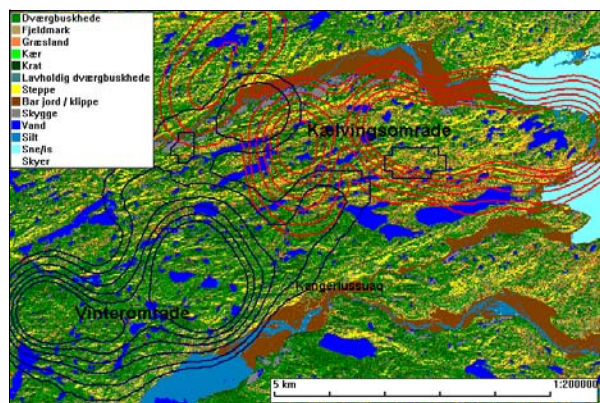 Dværgbuskhede
Fjeldmark
Græsland
Kær
Krat
Lavholdig dværgbuskhede
Steppe
Bar jord / klippe
Skygge
Vand
Silt
Sne/is
Skyer
Kælvingsområde
Kangerlussuaq
Vinterområde
5 km
1:200000